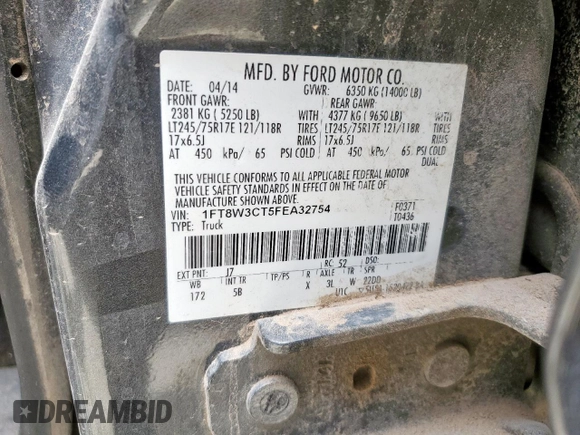 MFD. BY FORD MOTOR CO.
DATE: 04/14 GVWR: 6350 KG (14000 LB)
FRONT GAWR: REAR GAWR
2381 KG ( 5250 LB) WITH 4377 KG ( 9650 LB) WITH
LT245/75R17E 121/118R TIRES LT245/75R17E 121/118R TIRES
17x6.5J RIMS 17x6.5J RIMS
AT 450 kPa/ 65 PSI COLD AT 450 kPa/ 65 PSI COLD
DUAL
THIS VEHICLE CONFORMS TO ALL APPLICABLE FEDERAL MOTOR
VEHICLE SAFETY STANDARDS IN EFFECT ON THE DATE OF
MANUFACTURE SHOWN ABOVE.
VIN: 1FT8W3CT5FEA32754 F0371
TYPE: Truck T0436
EXT PNT: J7 RC: 52 DSO:
WB INT TR TP/PS R AXLE TR SPR
172 5B X 3L W
UTC
DREAMBID